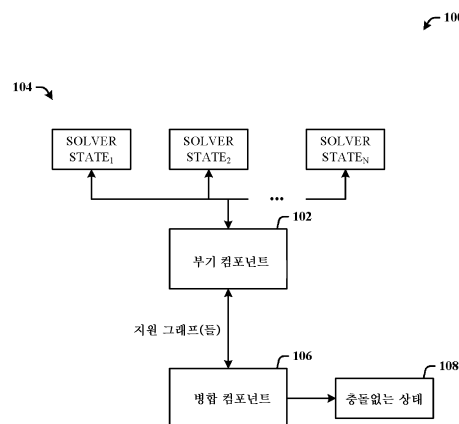 100
104
SOLVER
STATE₁
SOLVER
STATE₂
...
SOLVER
STATEₙ
102
부기 컴포넌트
지원 그래프(들)
106
병합 컴포넌트
108
충돌없는 상태